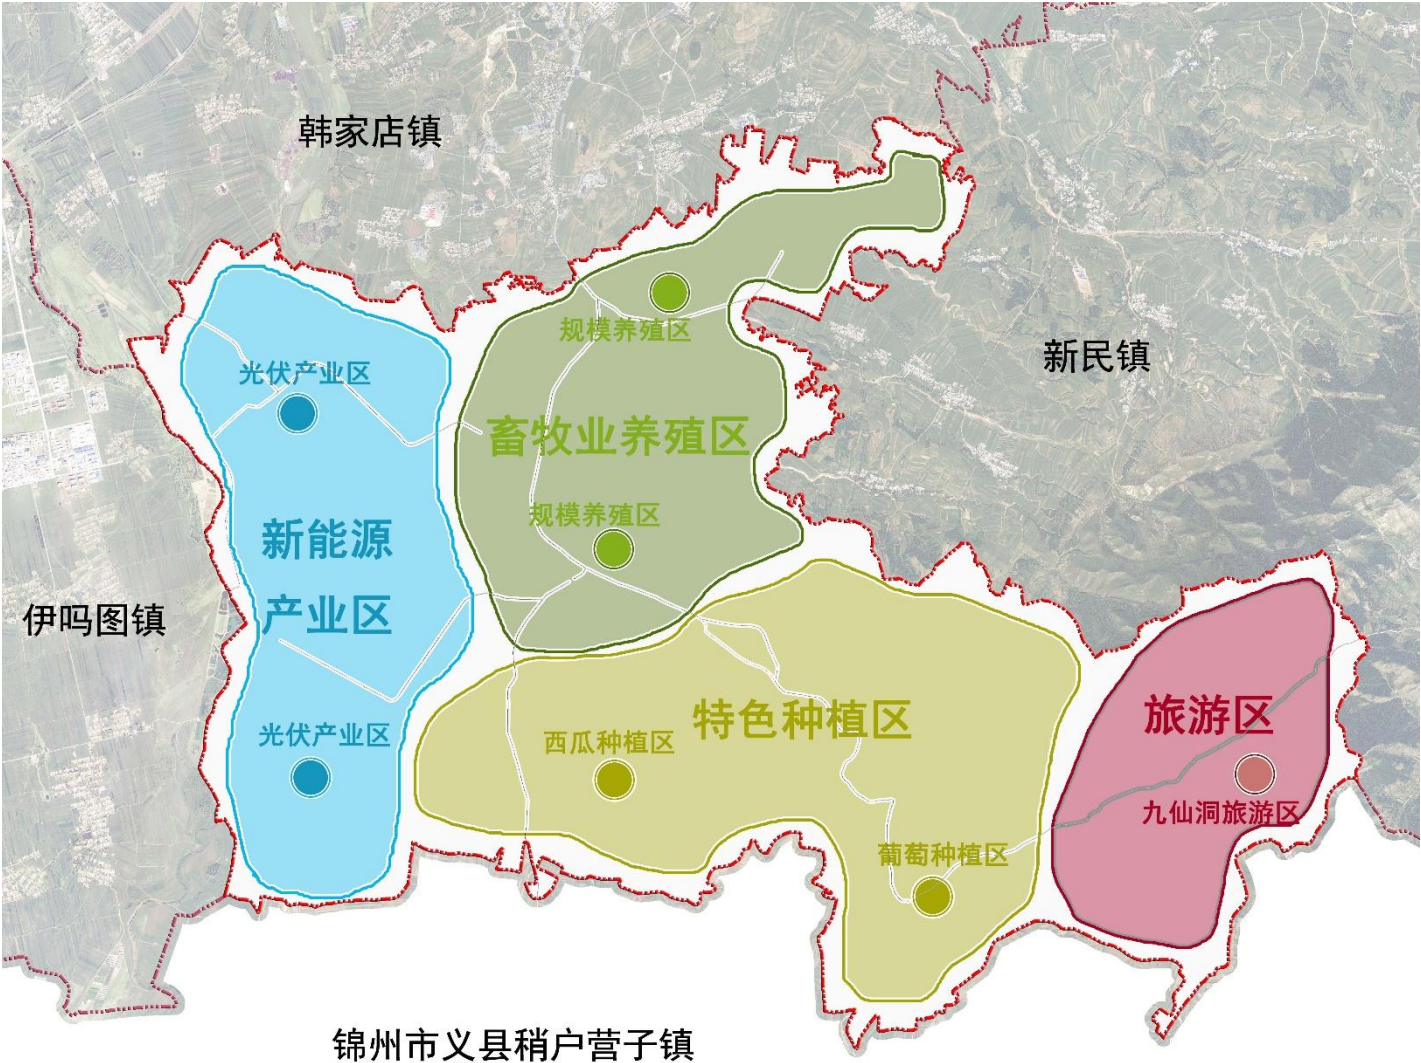 韩家店镇
规模养殖区
新民镇
光伏产业区
畜牧业养殖区
规模养殖区
新能源
产业区
伊吗图镇
特色种植区
旅游区
光伏产业区
西瓜种植区
九仙洞旅游区
葡萄种植区
锦州市义县稍户营子镇